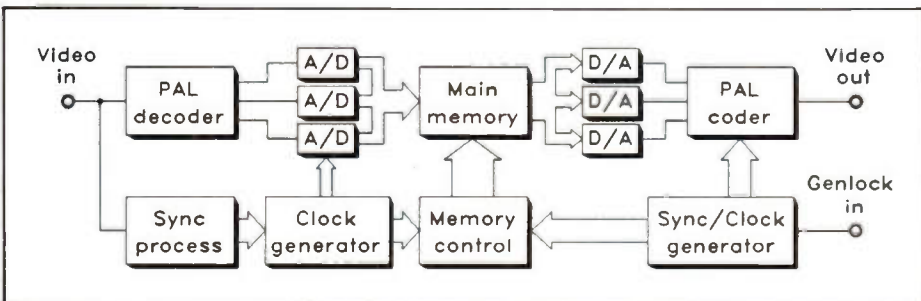 Video
in
PAL
decoder
A/D
A/D
A/D
Main
memory
D/A
D/A
D/A
PAL
coder
Video
out
Sync
process
Clock
generator
Memory
control
Sync/Clock
generator
Genlock
in